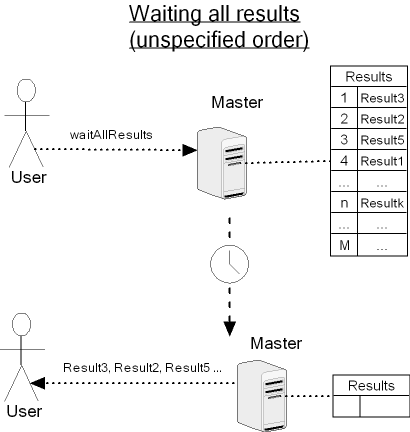 Waiting all results
(unspecified order)
Results
Master
1 Result3
2 Result2
3 Result5
4 Result1
... ...
n Resultk
... ...
M ...
waitAllResults
User
Master
Result3, Result2, Result5 ...
Results
User